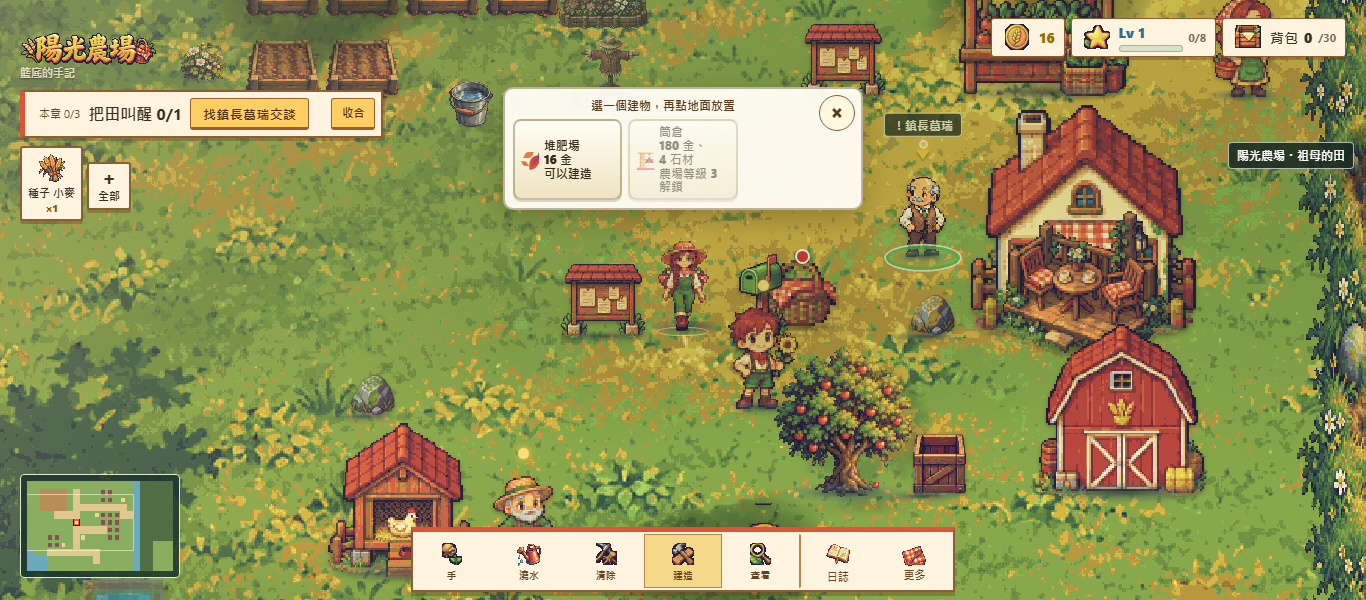 陽光農場
籃底的手記
本章 0/3 把田叫醒 0/1 找鎮長葛瑞交談 收合
種子 小麥
×1
+
全部
選一個建物,再點地面放置
堆肥場
16 金
可以建造
筒倉
180 金、
4 石材
農場等級 3
解鎖
! 鎮長葛瑞
16
Lv 1 0/8
背包 0 /30
陽光農場・祖母的田
手
澆水
清除
建造
查看
日誌
更多